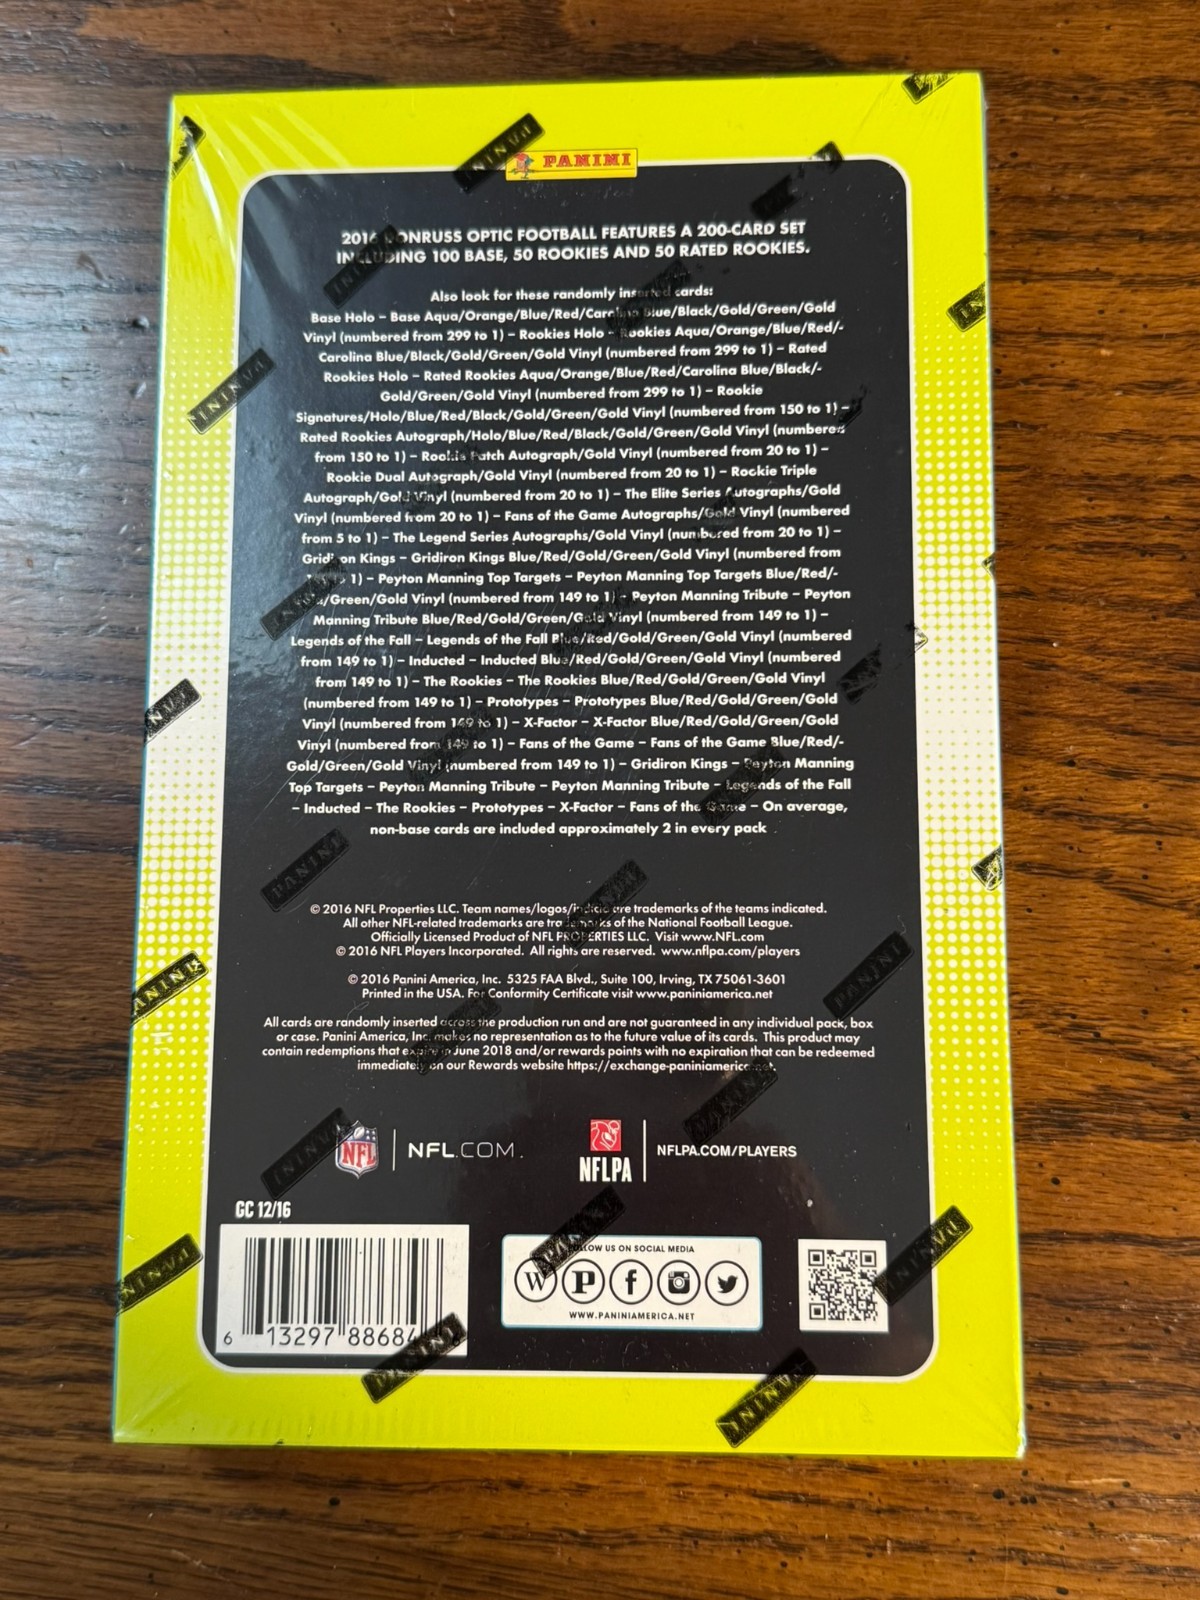 PANINI
2016 DONRUSS OPTIC FOOTBALL FEATURES A 200-CARD SET
INCLUDING 100 BASE, 50 ROOKIES AND 50 RATED ROOKIES.
Also look for these randomly inserted cards:
Base Holo – Base Aqua/Orange/Blue/Red/Carolina Blue/Black/Gold/Green/Gold
Vinyl (numbered from 299 to 1) – Rookies Holo – Rookies Aqua/Orange/Blue/Red/-
Carolina Blue/Black/Gold/Green/Gold Vinyl (numbered from 299 to 1) – Rated
Rookies Holo – Rated Rookies Aqua/Orange/Blue/Red/Carolina Blue/Black/-
Gold/Green/Gold Vinyl (numbered from 299 to 1) – Rookie
Signatures/Holo/Blue/Red/Black/Gold/Green/Gold Vinyl (numbered from 150 to 1) –
Rated Rookies Autograph/Holo/Blue/Red/Black/Gold/Green/Gold Vinyl (numbered
from 150 to 1) – Rookie Patch Autograph/Gold Vinyl (numbered from 20 to 1) –
Rookie Dual Autograph/Gold Vinyl (numbered from 20 to 1) – Rookie Triple
Autograph/Gold Vinyl (numbered from 20 to 1) – The Elite Series Autographs/Gold
Vinyl (numbered from 20 to 1) – Fans of the Game Autographs/Gold Vinyl (numbered
from 5 to 1) – The Legend Series Autographs/Gold Vinyl (numbered from 20 to 1) –
Gridiron Kings – Gridiron Kings Blue/Red/Gold/Green/Gold Vinyl (numbered from
to 1) – Peyton Manning Top Targets – Peyton Manning Top Targets Blue/Red/-
/Green/Gold Vinyl (numbered from 149 to 1) – Peyton Manning Tribute – Peyton
Manning Tribute Blue/Red/Gold/Green/Gold Vinyl (numbered from 149 to 1) –
Legends of the Fall – Legends of the Fall Blue/Red/Gold/Green/Gold Vinyl (numbered
from 149 to 1) – Inducted – Inducted Blue/Red/Gold/Green/Gold Vinyl (numbered
from 149 to 1) – The Rookies – The Rookies Blue/Red/Gold/Green/Gold Vinyl
(numbered from 149 to 1) – Prototypes – Prototypes Blue/Red/Gold/Green/Gold
Vinyl (numbered from 149 to 1) – X-Factor – X-Factor Blue/Red/Gold/Green/Gold
Vinyl (numbered from 149 to 1) – Fans of the Game – Fans of the Game Blue/Red/-
Gold/Green/Gold Vinyl (numbered from 149 to 1) – Gridiron Kings – Peyton Manning
Top Targets – Peyton Manning Tribute – Peyton Manning Tribute – Legends of the Fall
– Inducted – The Rookies – Prototypes – X-Factor – Fans of the Game – On average,
non-base cards are included approximately 2 in every pack
© 2016 NFL Properties LLC. Team names/logos/indicia are trademarks of the teams indicated.
All other NFL-related trademarks are trademarks of the National Football League.
Officially Licensed Product of NFL PROPERTIES LLC. Visit www.NFL.com
© 2016 NFL Players Incorporated. All rights are reserved. www.nflpa.com/players
© 2016 Panini America, Inc. 5325 FAA Blvd., Suite 100, Irving, TX 75061-3601
Printed in the USA. For Conformity Certificate visit www.paniniamerica.net
All cards are randomly inserted across the production run and are not guaranteed in any individual pack, box
or case. Panini America, Inc. makes no representation as to the future value of its cards. This product may
contain redemptions that expire in June 2018 and/or rewards points with no expiration that can be redeemed
immediately on our Rewards website https://exchange-paniniamerica.net.
NFL NFL.COM. NFLPA NFLPA.COM/PLAYERS
GC 12/16
FOLLOW US ON SOCIAL MEDIA
WWW.PANINIAMERICA.NET
6 13297 88684